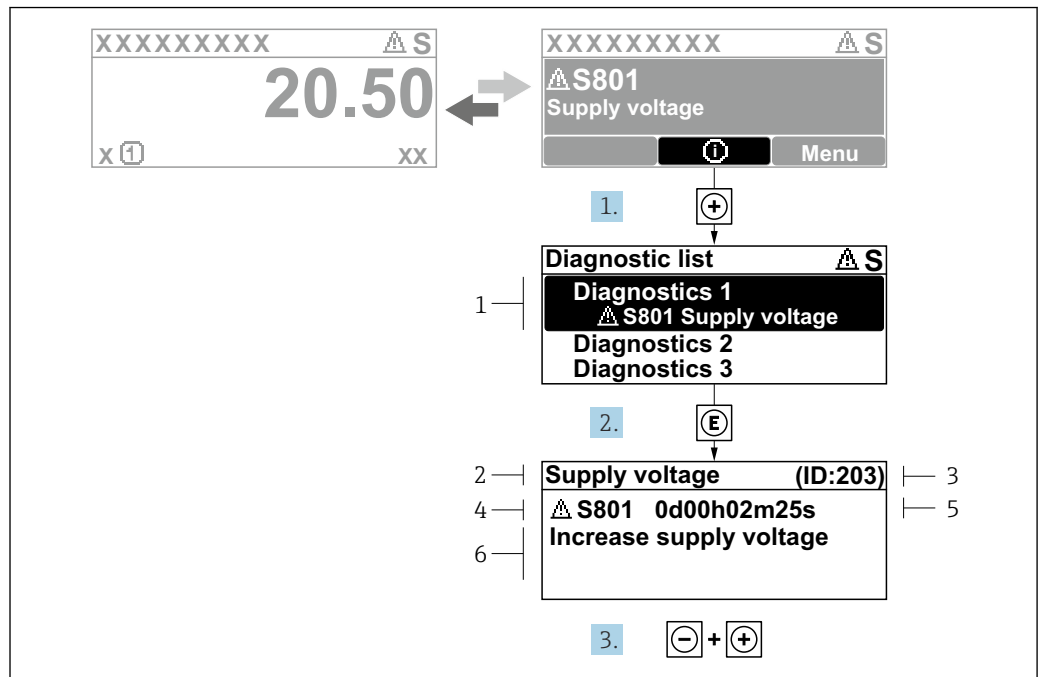 XXXXXXXXX ⚠ S
20.50
x ① xx
XXXXXXXXX ⚠ S
⚠ S801
Supply voltage
ⓘ Menu
1. +
Diagnostic list ⚠ S
1
Diagnostics 1
⚠ S801 Supply voltage
Diagnostics 2
Diagnostics 3
2. E
2 Supply voltage (ID:203) 3
4 ⚠ S801 0d00h02m25s 5
6 Increase supply voltage
3. - + +